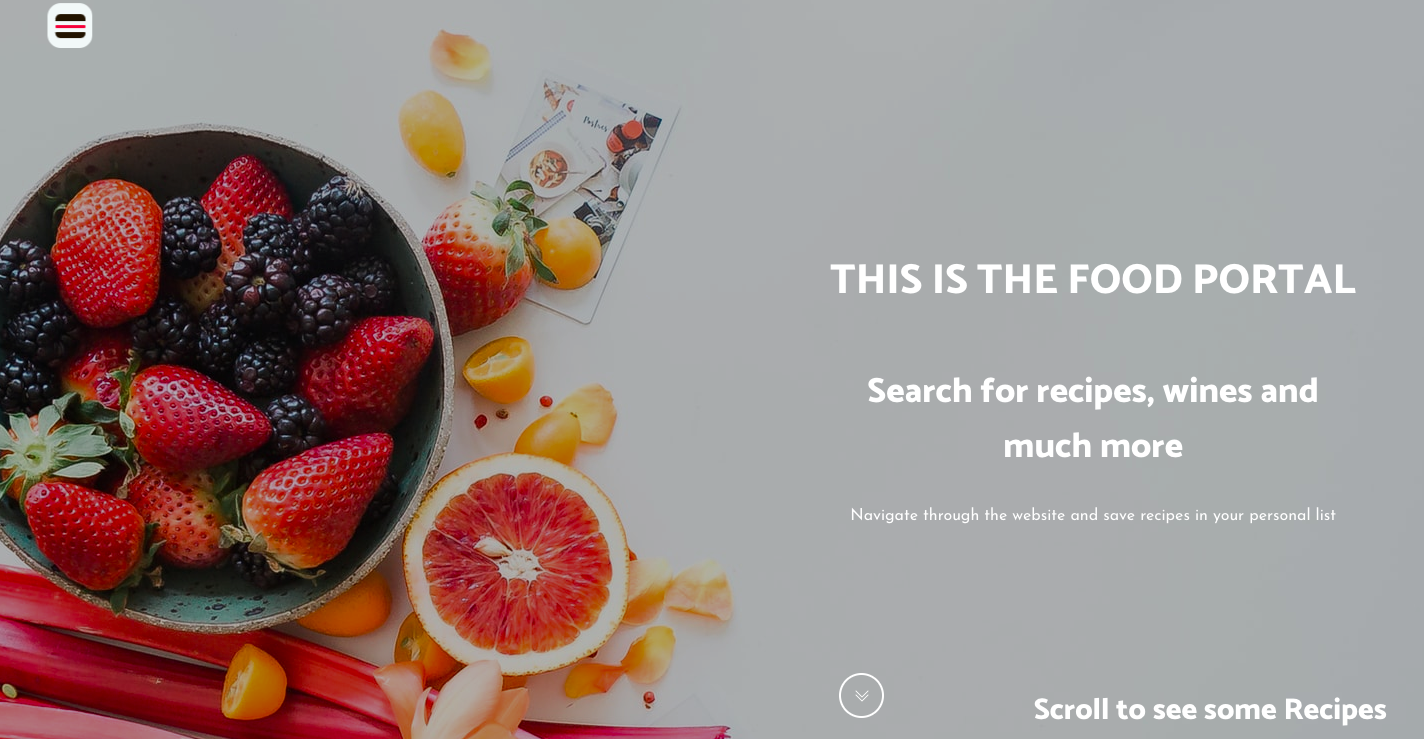 Pastries
THIS IS THE FOOD PORTAL
Search for recipes, wines and
much more
Navigate through the website and save recipes in your personal list
Scroll to see some Recipes